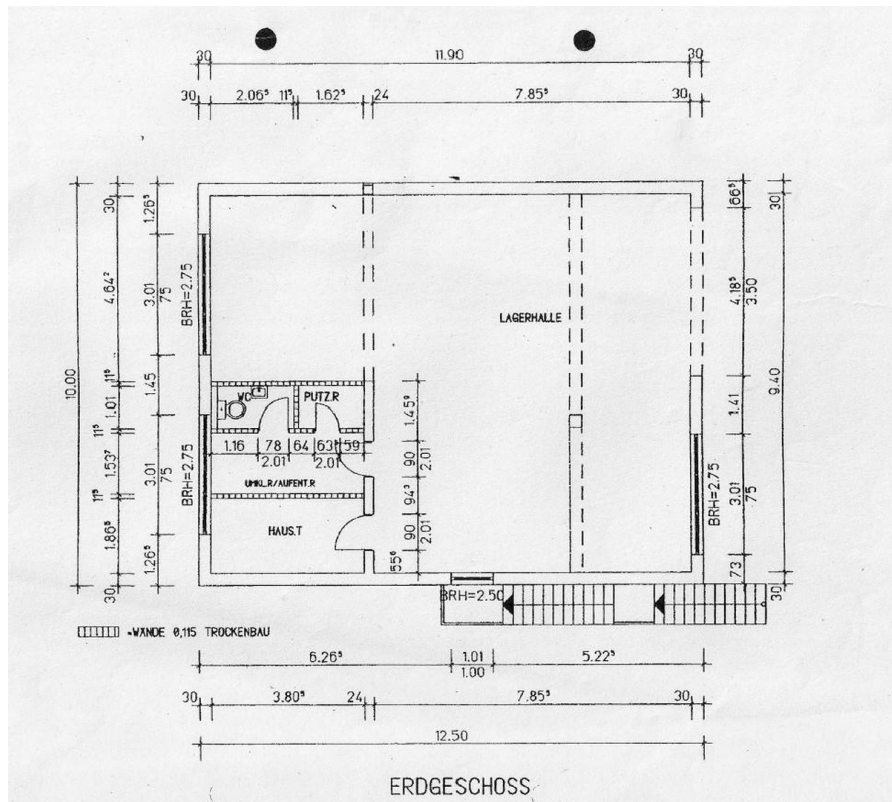 30 11.90 30
30 2.06⁵ 11⁵ 1.62⁵ 24 7.85⁵ 30
10.00
30
4.64²
11⁵
1.01
11⁵
1.53⁷
11⁵
1.86⁵
30
1.26⁵
3.01
75
1.45
3.01
75
1.26⁵
BRH=2.75
BRH=2.75
WC PUTZ.R
1.16 78 64 63⁵ 59
2.01 2.01
UMKL.R/AUFENT.R
HAUS.T
LAGERHALLE
1.45⁹
90
2.01
94⁵
90
2.01
55⁶
BRH=2.50
BRH=2.75
66⁵
4.18⁵
3.50
1.41
3.01
75
73
30
9.40
30
=WÄNDE 0,115 TROCKENBAU
6.26⁵ 1.01 5.22⁵
1.00
30 3.80⁵ 24 7.85⁵ 30
12.50
ERDGESCHOSS